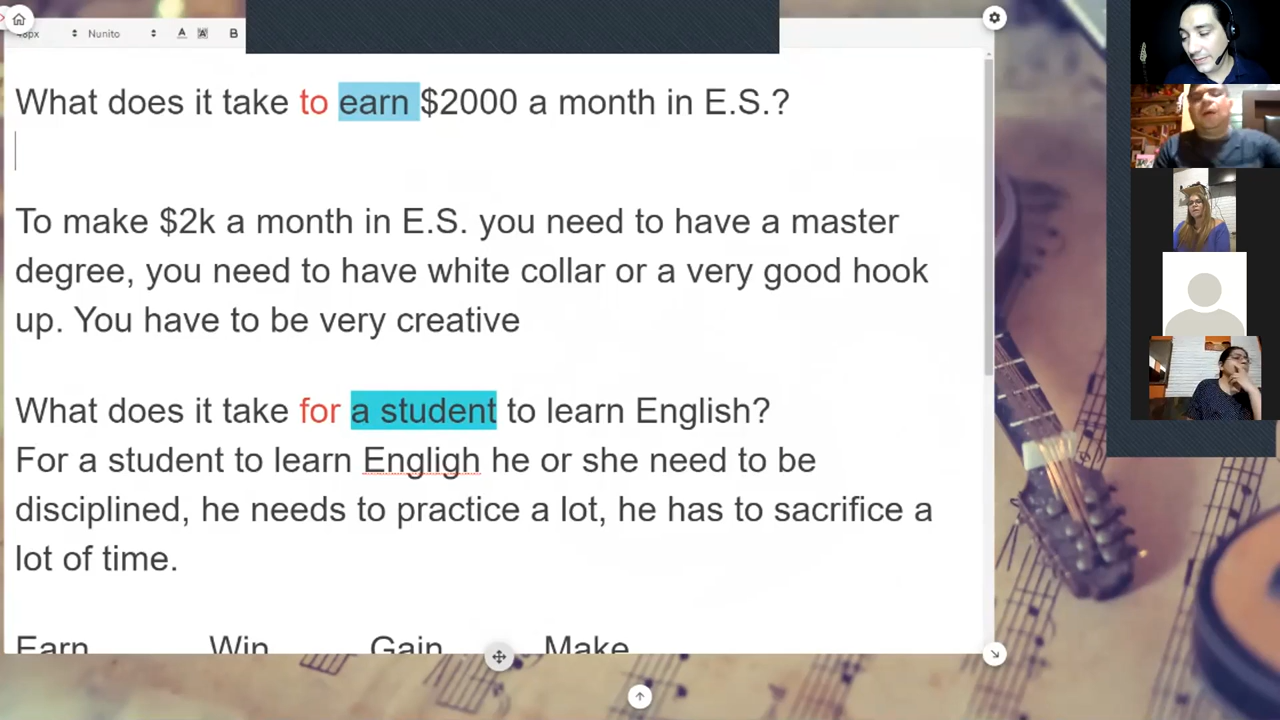 Nunito
A
A
B
What does it take to earn $2000 a month in E.S.?
To make $2k a month in E.S. you need to have a master
degree, you need to have white collar or a very good hook
up. You have to be very creative
What does it take for a student to learn English?
For a student to learn Engligh he or she need to be
disciplined, he needs to practice a lot, he has to sacrifice a
lot of time.
Earn Win Gain Make